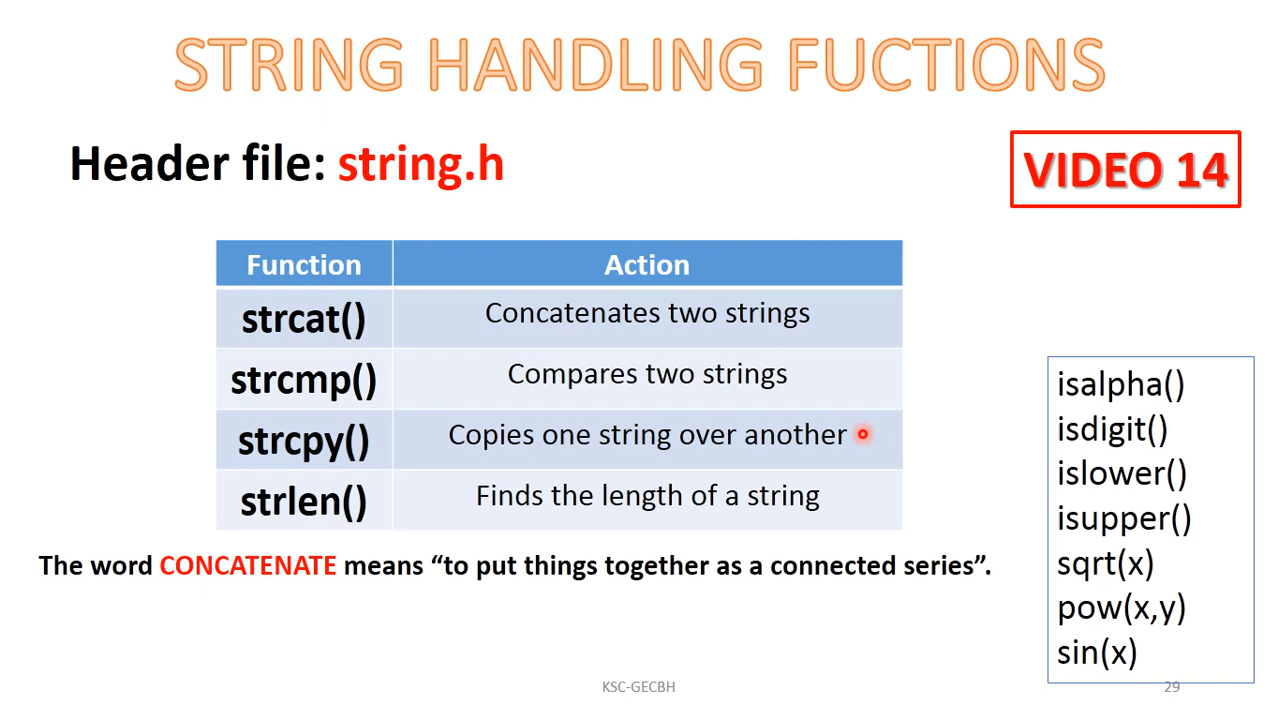 STRING HANDLING FUCTIONS
Header file: string.h
VIDEO 14
Function Action
strcat() Concatenates two strings
strcmp() Compares two strings
strcpy() Copies one string over another
strlen() Finds the length of a string
The word CONCATENATE means “to put things together as a connected series”.
isalpha()
isdigit()
islower()
isupper()
sqrt(x)
pow(x,y)
sin(x)
KSC-GECBH
29